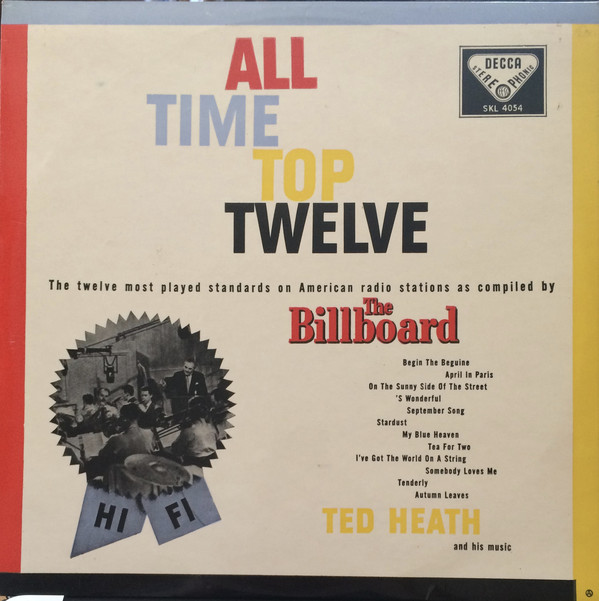 ALL
TIME
TOP
TWELVE
DECCA
STEREOPHONIC
SKL 4054
The twelve most played standards on American radio stations as compiled by
The
Billboard
Begin The Beguine
April In Paris
On The Sunny Side Of The Street
'S Wonderful
September Song
Stardust
My Blue Heaven
Tea For Two
I've Got The World On A String
Somebody Loves Me
Tenderly
Autumn Leaves
HI FI
TED HEATH
and his music